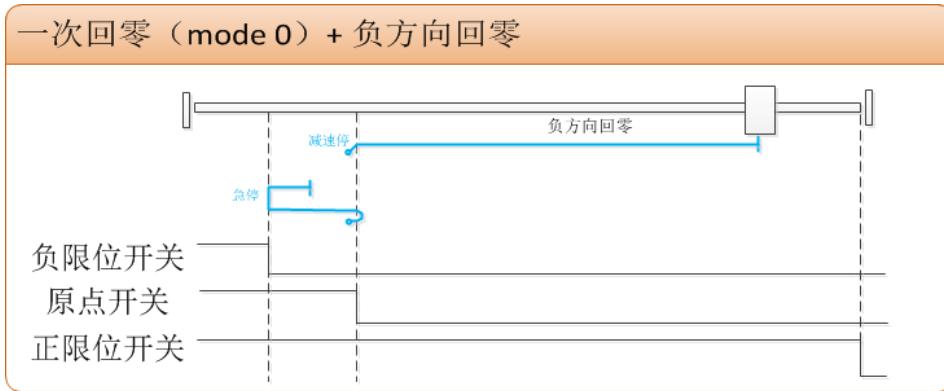 一次回零（mode 0）+ 负方向回零
负方向回零
减速停
急停
负限位开关
原点开关
正限位开关